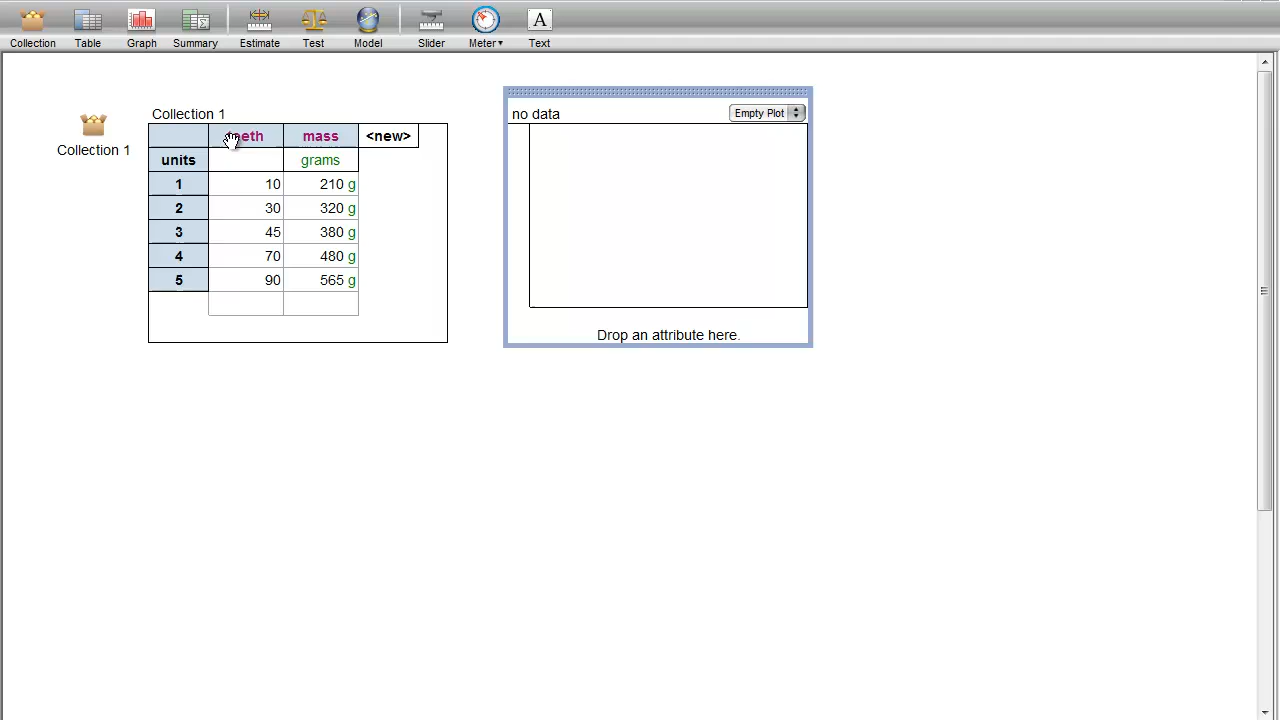 Collection Table Graph Summary Estimate Test Model Slider Meter▾ Text
Collection 1
Collection 1
mass <new>
units grams
1 10 210 g
2 30 320 g
3 45 380 g
4 70 480 g
5 90 565 g
no data Empty Plot
Drop an attribute here.